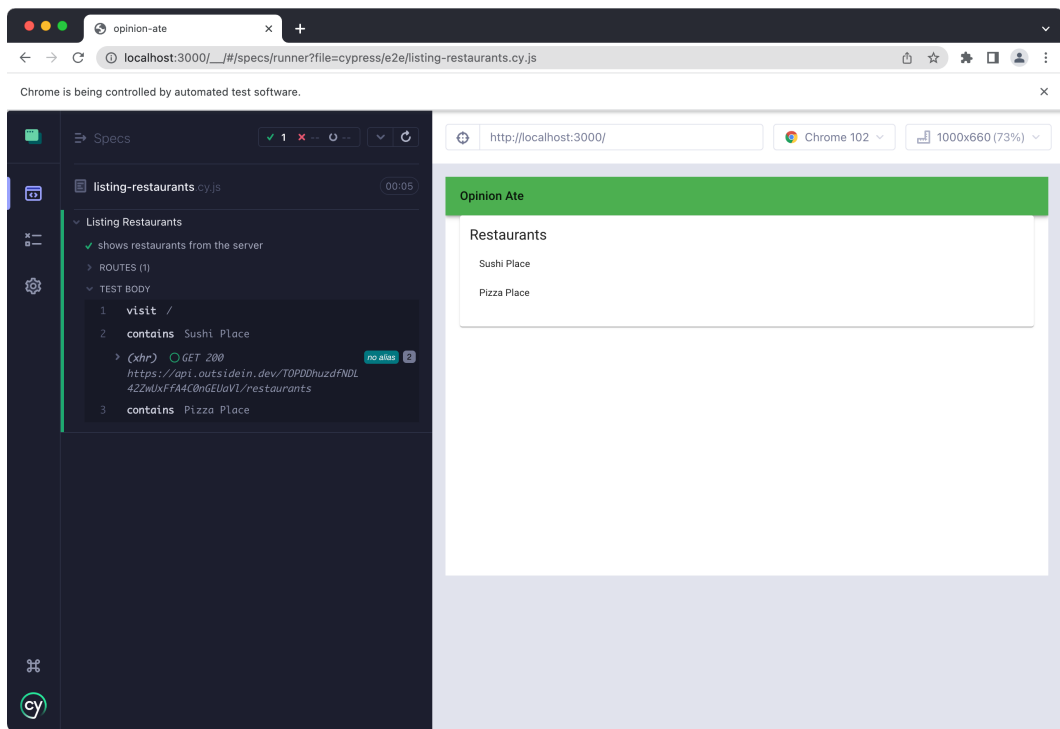 opinion-ate
localhost:3000/__/#/specs/runner?file=cypress/e2e/listing-restaurants.cy.js
Chrome is being controlled by automated test software.
Specs
1 -- --
listing-restaurants.cy.js 00:05
Listing Restaurants
shows restaurants from the server
ROUTES (1)
TEST BODY
1 visit /
2 contains Sushi Place
(xhr) GET 200 no alias 2
https://api.outsidein.dev/TOPDDhuzdfNDL
42ZwUxFfA4C0nGEUaVl/restaurants
3 contains Pizza Place
cy
http://localhost:3000/ Chrome 102 1000x660 (73%)
Opinion Ate
Restaurants
Sushi Place
Pizza Place